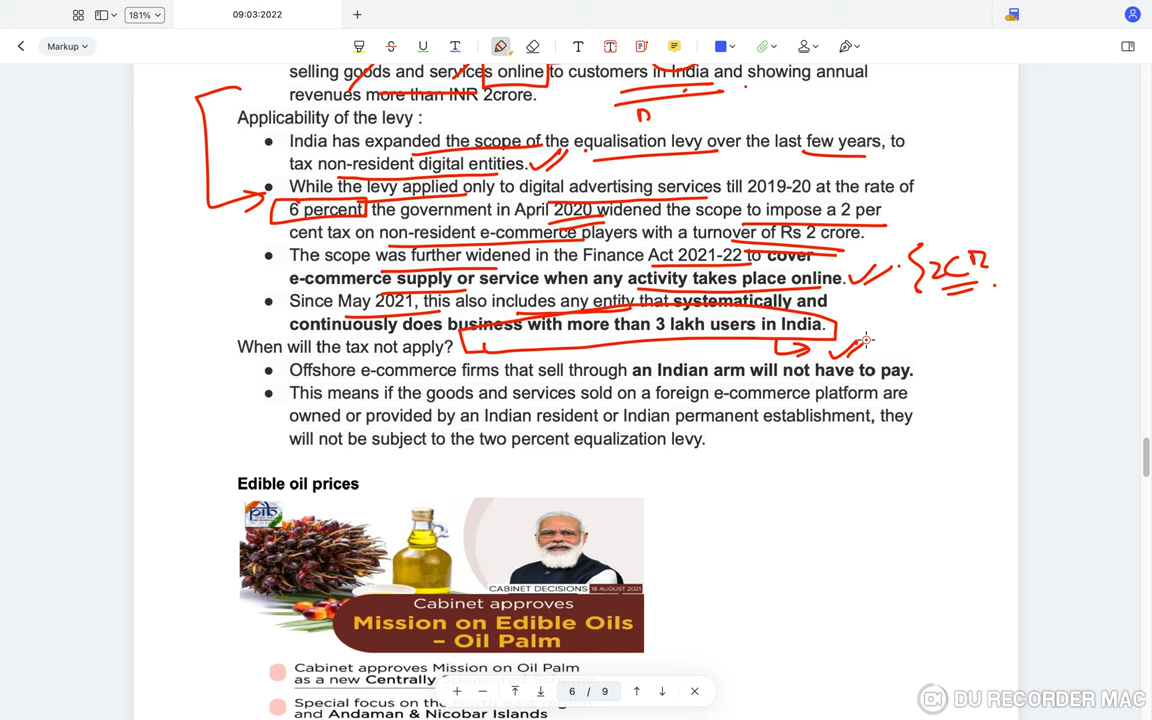 181%
09:03:2022
Markup
selling goods and services online to customers in India and showing annual
revenues more than INR 2crore.
Applicability of the levy :
India has expanded the scope of the equalisation levy over the last few years, to
tax non-resident digital entities.
While the levy applied only to digital advertising services till 2019-20 at the rate of
6 percent, the government in April 2020 widened the scope to impose a 2 per
cent tax on non-resident e-commerce players with a turnover of Rs 2 crore.
The scope was further widened in the Finance Act 2021-22 to cover
e-commerce supply or service when any activity takes place online.
2Cr
Since May 2021, this also includes any entity that systematically and
continuously does business with more than 3 lakh users in India.
When will the tax not apply?
Offshore e-commerce firms that sell through an Indian arm will not have to pay.
This means if the goods and services sold on a foreign e-commerce platform are
owned or provided by an Indian resident or Indian permanent establishment, they
will not be subject to the two percent equalization levy.
Edible oil prices
pib
CABINET DECISIONS 18 AUGUST 2021
Cabinet approves
Mission on Edible Oils
– Oil Palm
Cabinet approves Mission on Oil Palm
as a new Centrally Sponsored Scheme
Special focus on the North east region
and Andaman & Nicobar Islands
6 / 9
DU RECORDER MAC